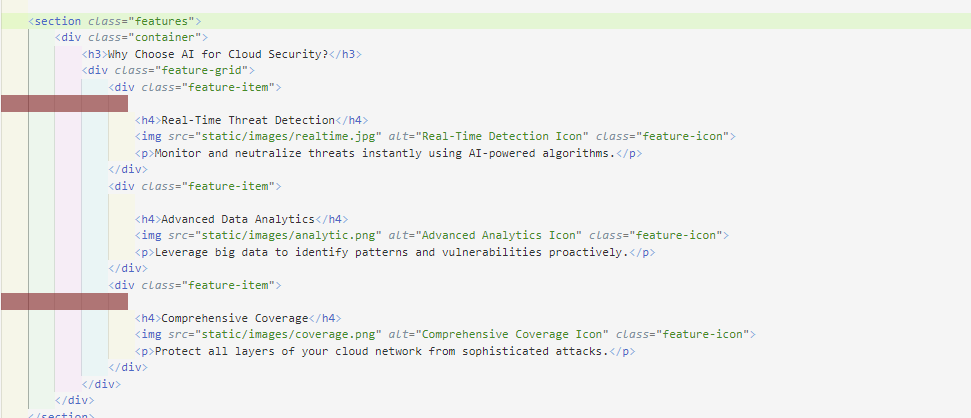 <section class="features">
<div class="container">
<h3>Why Choose AI for Cloud Security?</h3>
<div class="feature-grid">
<div class="feature-item">
<h4>Real-Time Threat Detection</h4>
<img src="static/images/realtime.jpg" alt="Real-Time Detection Icon" class="feature-icon">
<p>Monitor and neutralize threats instantly using AI-powered algorithms.</p>
</div>
<div class="feature-item">
<h4>Advanced Data Analytics</h4>
<img src="static/images/analytic.png" alt="Advanced Analytics Icon" class="feature-icon">
<p>Leverage big data to identify patterns and vulnerabilities proactively.</p>
</div>
<div class="feature-item">
<h4>Comprehensive Coverage</h4>
<img src="static/images/coverage.png" alt="Comprehensive Coverage Icon" class="feature-icon">
<p>Protect all layers of your cloud network from sophisticated attacks.</p>
</div>
</div>
</div>
</section>